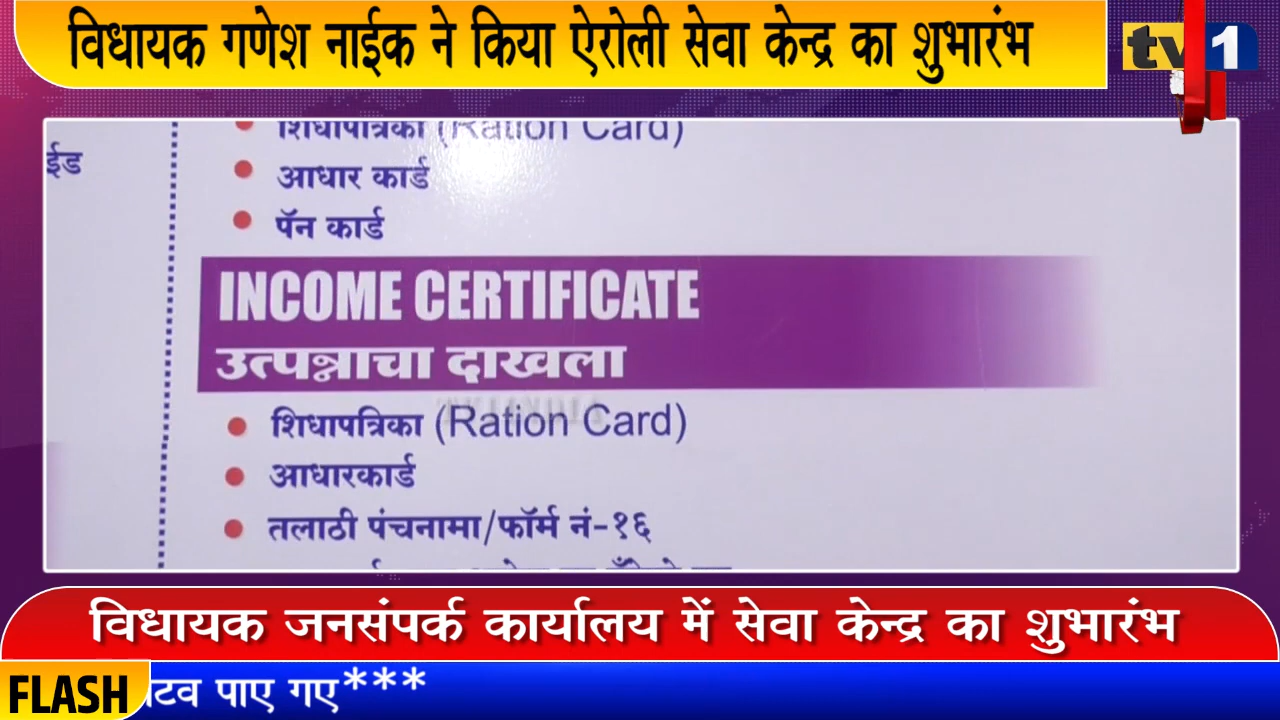 विधायक गणेश नाईक ने किया ऐरोली सेवा केन्द्र का शुभारंभ
tv1
ईड
शिधापत्रिका (Ration Card)
आधार कार्ड
पॅन कार्ड
INCOME CERTIFICATE
उत्पन्नाचा दाखला
शिधापत्रिका (Ration Card)
आधारकार्ड
तलाठी पंचनामा/फॉर्म नं-१६
विधायक जनसंपर्क कार्यालय में सेवा केन्द्र का शुभारंभ
FLASH
पाए गए***